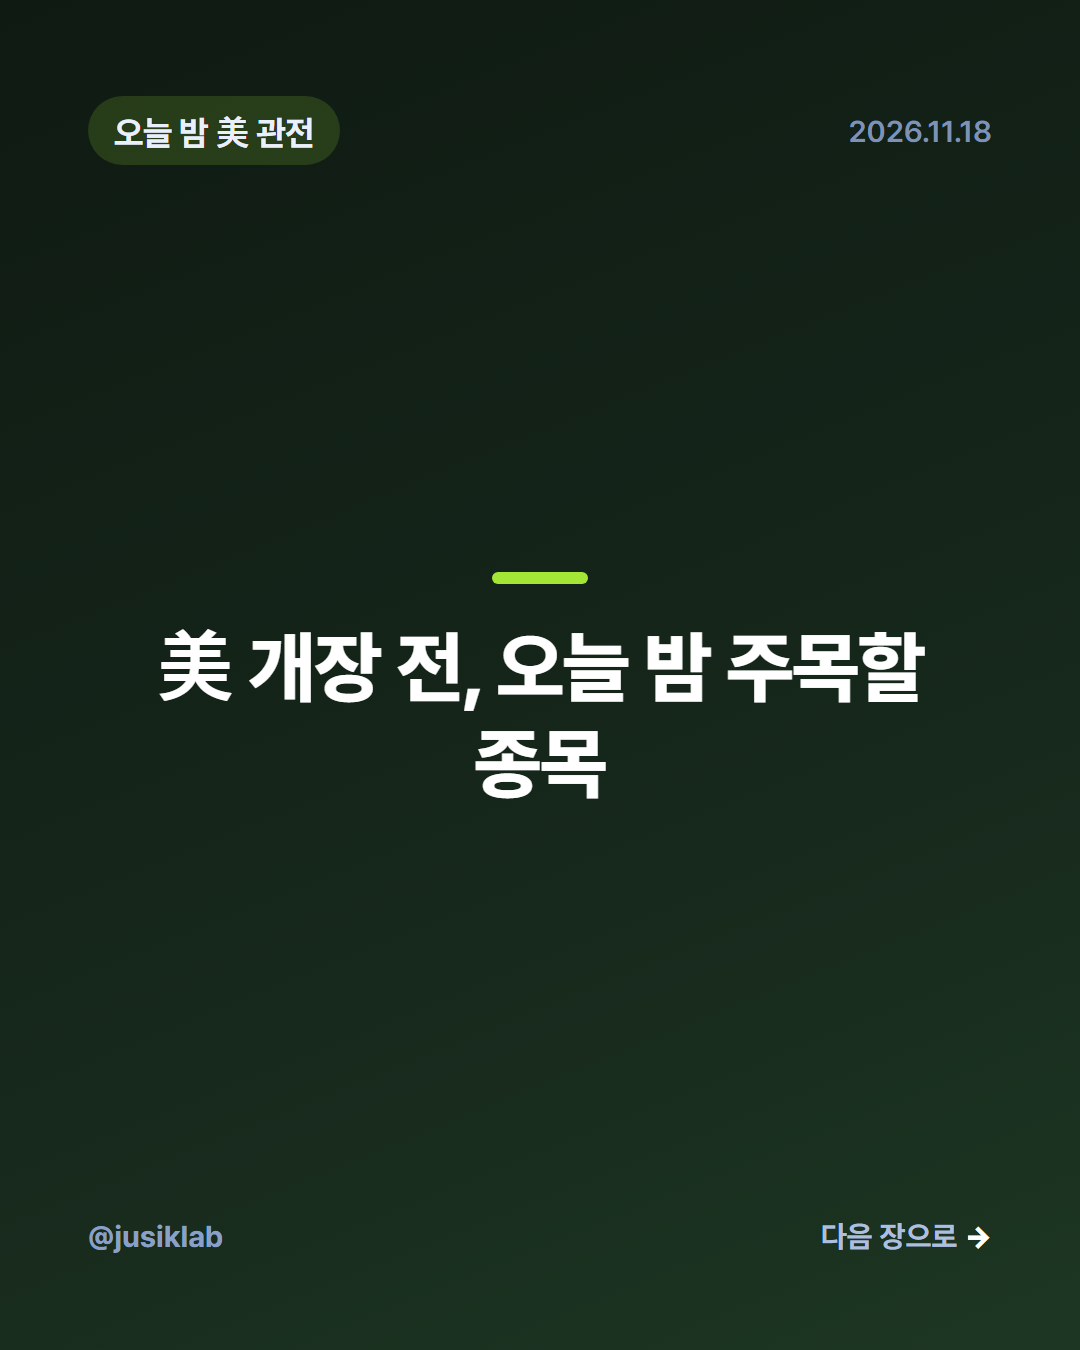 오늘 밤 美 관전
2026.11.18
美 개장 전, 오늘 밤 주목할
종목
@jusiklab
다음 장으로 →